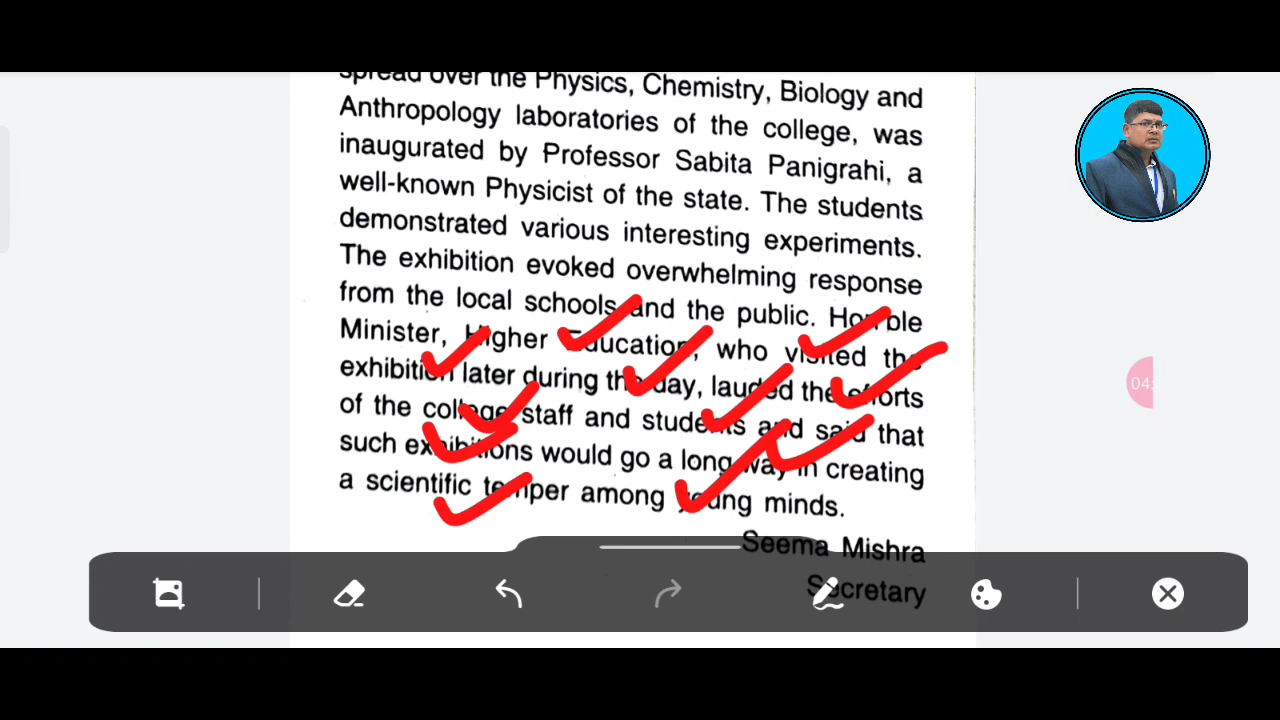 spread over the Physics, Chemistry, Biology and
Anthropology laboratories of the college, was
inaugurated by Professor Sabita Panigrahi, a
well-known Physicist of the state. The students
demonstrated various interesting experiments.
The exhibition evoked overwhelming response
from the local schools and the public. Hon'ble
Minister, Higher Education, who visited the
exhibition later during the day, lauded the efforts
of the college staff and students and said that
such exhibitions would go a long way in creating
a scientific temper among young minds.
Seema Mishra
Secretary